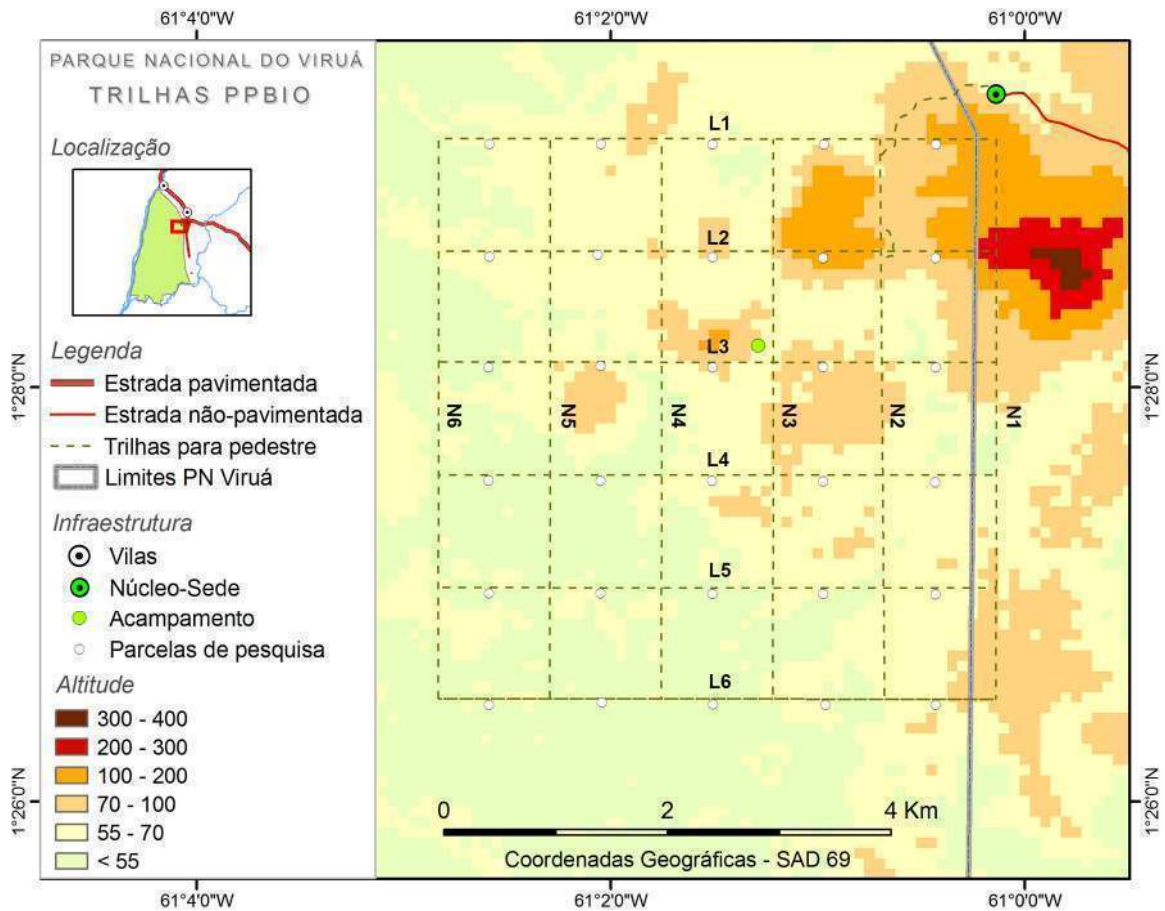 61°4'0"W
61°2'0"W
61°0'0"W
PARQUE NACIONAL DO VIRUÁ
TRILHAS PPBIO
Localização
Legenda
Estrada pavimentada
Estrada não-pavimentada
Trilhas para pedestre
Limites PN Viruá
Infraestrutura
Vilas
Núcleo-Sede
Acampamento
Parcelas de pesquisa
Altitude
300 - 400
200 - 300
100 - 200
70 - 100
55 - 70
< 55
L1
L2
L3
N6
N5
N4
N3
N2
N1
L4
L5
L6
1°28'0"N
1°28'0"N
1°26'0"N
1°26'0"N
0
2
4 Km
Coordenadas Geográficas - SAD 69
61°4'0"W
61°2'0"W
61°0'0"W